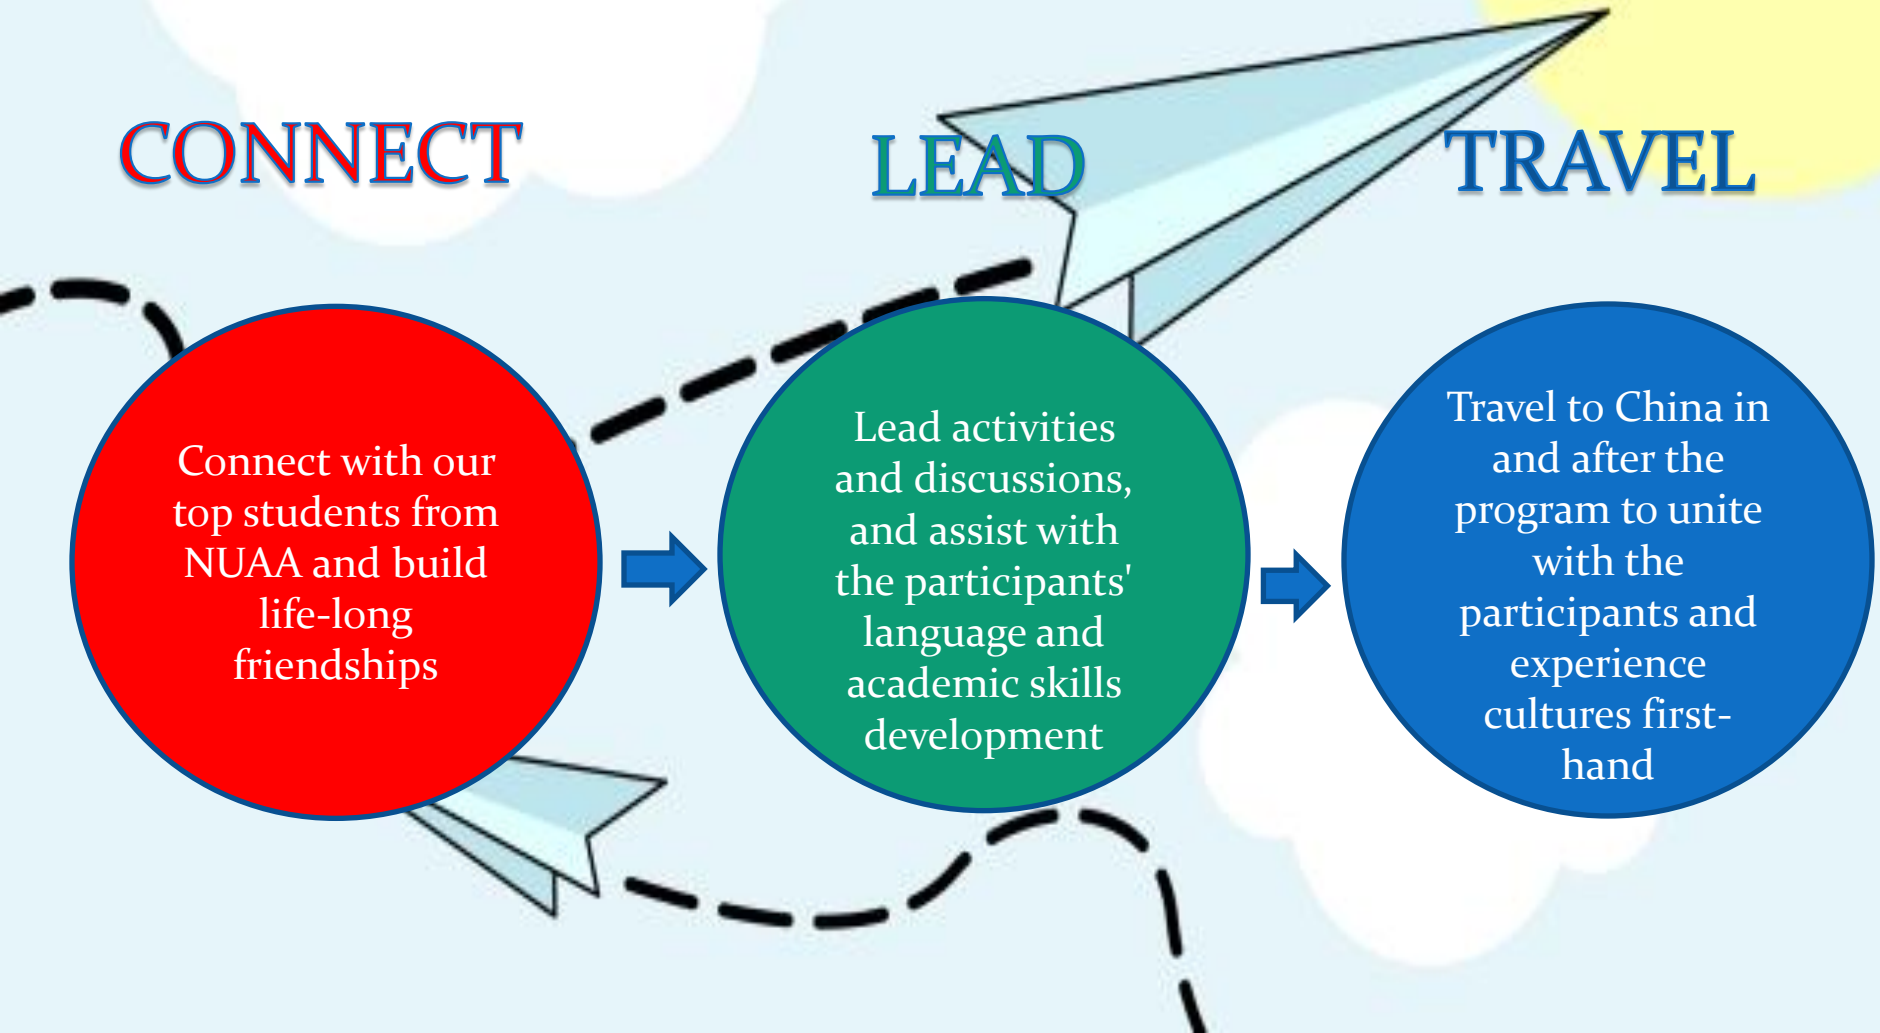 CONNECT
LEAD
TRAVEL
Connect with our
top students from
NUAA and build
life-long
friendships
Lead activities
and discussions,
and assist with
the participants'
language and
academic skills
development
Travel to China in
and after the
program to unite
with the
participants and
experience
cultures first-
hand